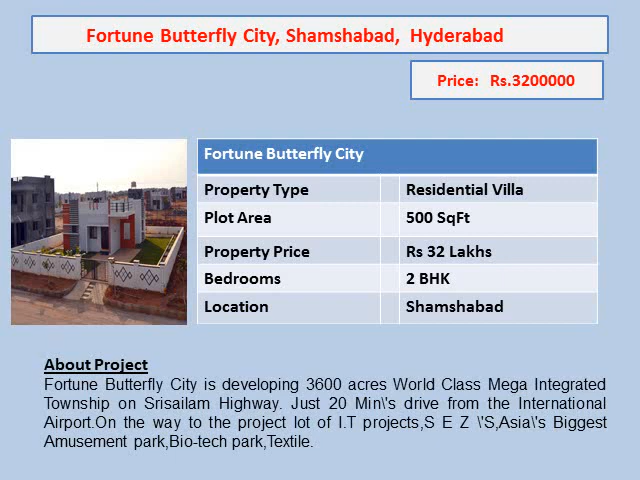 Fortune Butterfly City, Shamshabad, Hyderabad
Price: Rs.3200000
Fortune Butterfly City
Property Type Residential Villa
Plot Area 500 SqFt
Property Price Rs 32 Lakhs
Bedrooms 2 BHK
Location Shamshabad
About Project
Fortune Butterfly City is developing 3600 acres World Class Mega Integrated
Township on Srisailam Highway. Just 20 Min\'s drive from the International
Airport.On the way to the project lot of I.T projects,S E Z \'S,Asia\'s Biggest
Amusement park,Bio-tech park,Textile.